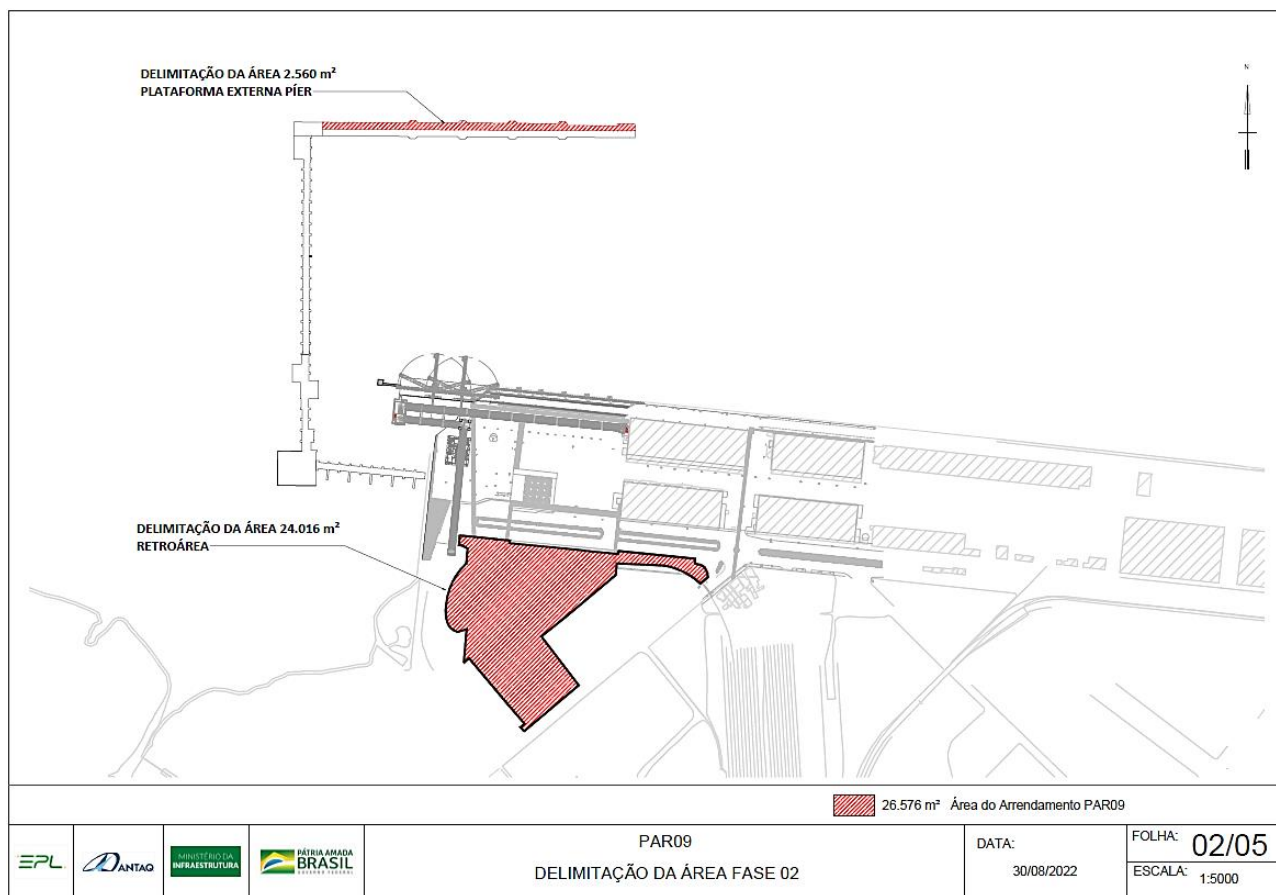 DELIMITAÇÃO DA ÁREA 2.560 m²
PLATAFORMA EXTERNA PÍER
N
DELIMITAÇÃO DA ÁREA 24.016 m²
RETROÁREA
26.576 m² Área do Arrendamento PAR09
EPL
ANTAQ
MINISTÉRIO DA
INFRAESTRUTURA
PÁTRIA AMADA
BRASIL
GOVERNO FEDERAL
PAR09
DELIMITAÇÃO DA ÁREA FASE 02
DATA:
30/08/2022
FOLHA: 02/05
ESCALA: 1:5000